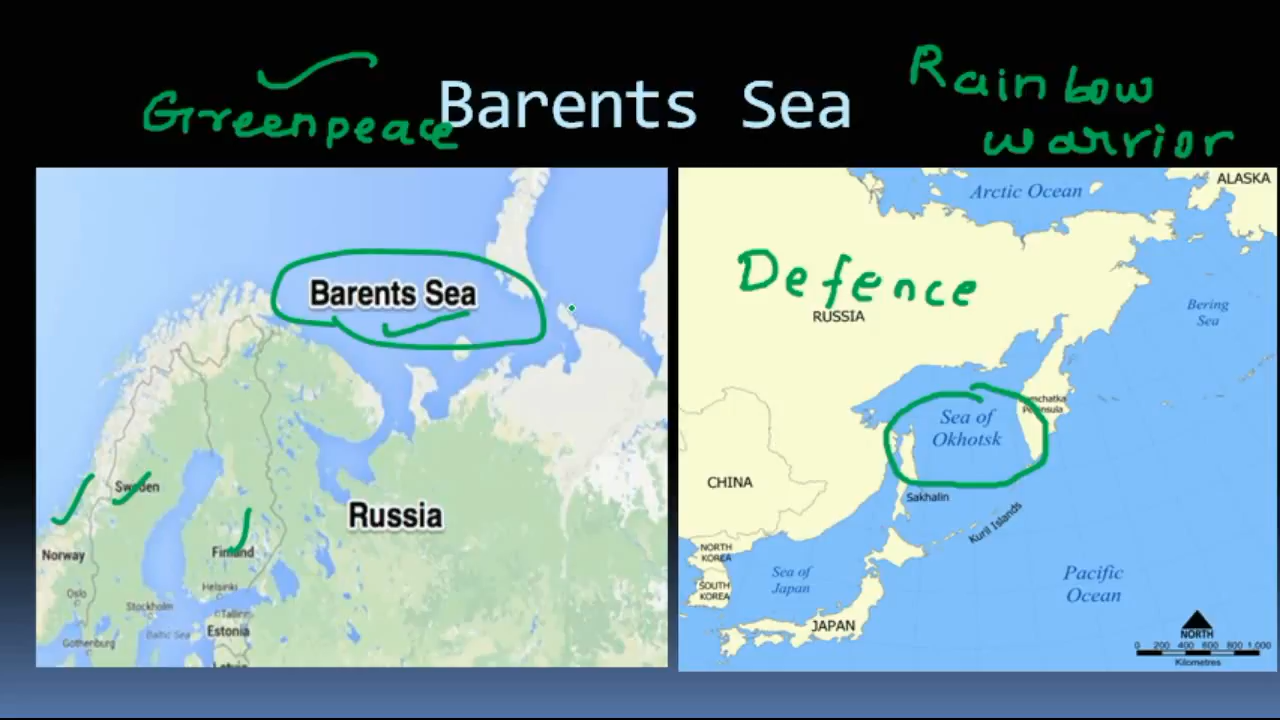 Greenpeace
Barents Sea
Rainbow
warrior
Barents Sea
Russia
Sweden
Norway
Finland
Oslo
Helsinki
Stockholm
Tallinn
Gothenburg
Baltic Sea
Estonia
Latvia
Arctic Ocean
ALASKA
Defence
RUSSIA
Bering
Sea
Sea of
Okhotsk
Peninsula
CHINA
Sakhalin
Kuril Islands
NORTH
KOREA
SOUTH
KOREA
Sea of
Japan
JAPAN
Pacific
Ocean
NORTH
0 200 400 600 800 1,000
Kilometres